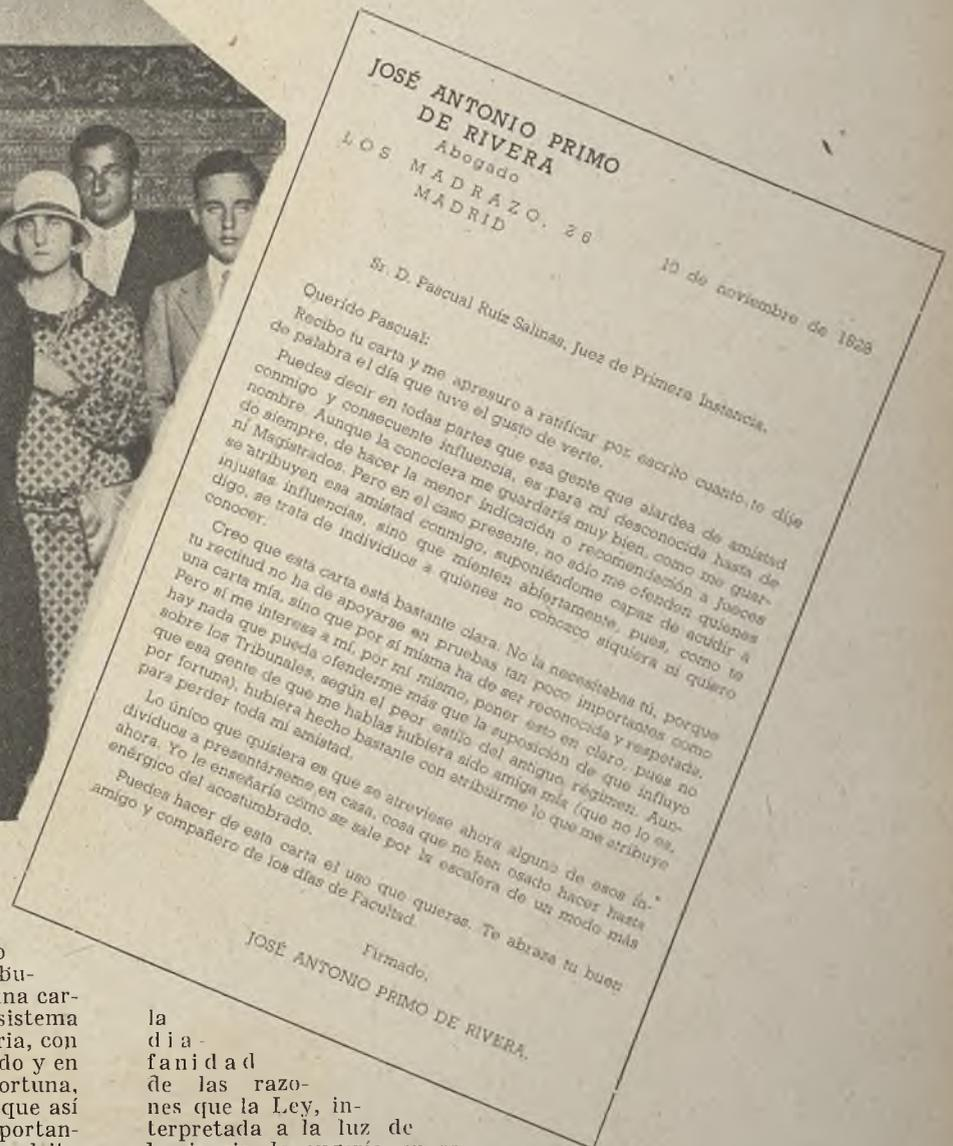 JOSÉ ANTONIO PRIMO
DE RIVERA
Abogado
LOS MADRAZO, 26
MADRID
10 de noviembre de 1928
Sr. D. Pascual Ruíz Salinas, Juez de Primera Instancia.
Querido Pascual:
Recibo tu carta y me apresuro a ratificar por escrito cuanto te dije
de palabra el día que tuve el gusto de verte.
Puedes decir en todas partes que esa gente que alardea de amistad
conmigo y consecuente influencia, es para mí desconocida hasta de
nombre. Aunque la conociera me guardaría muy bien, como me guar-
do siempre, de hacer la menor indicación o recomendación a Jueces
ni Magistrados. Pero en el caso presente, no sólo me ofenden quienes
se atribuyen esa amistad conmigo, suponiéndome capaz de acudir a
injustas influencias, sino que mienten abiertamente, pues, como te
digo, se trata de individuos a quienes no conozco siquiera ni quiero
conocer.
Creo que esta carta está bastante clara. No la necesitabas tú, porque
tu rectitud no ha de apoyarse en pruebas tan poco importantes como
una carta mía, sino que por sí misma ha de ser reconocida y respetada.
Pero sí me interesa a mí, por mí mismo, poner esto en claro, pues no
hay nada que pueda ofenderme más que la suposición de que influyo
sobre los Tribunales, según el peor estilo del antiguo régimen. Aun-
que esa gente de que me hablas hubiera sido amiga mía (que no lo es,
por fortuna), hubiera hecho bastante con atribuirme lo que me atribuye
para perder toda mi amistad.
Lo único que quisiera es que se atreviese ahora alguno de esos in-
dividuos a presentárseme en casa, cosa que no han osado hacer hasta
ahora. Yo le enseñaría cómo se sale por la escalera de un modo más
enérgico del acostumbrado.
Puedes hacer de esta carta el uso que quieras. Te abraza tu buen
amigo y compañero de los días de Facultad.
Firmado,
JOSÉ ANTONIO PRIMO DE RIVERA.
bu-
na car-
sistema
ria, con
do y en
ortuna,
que así
portan-
la
dia-
fanidad
de las razo-
nes que la Ley, in-
terpretada a la luz de